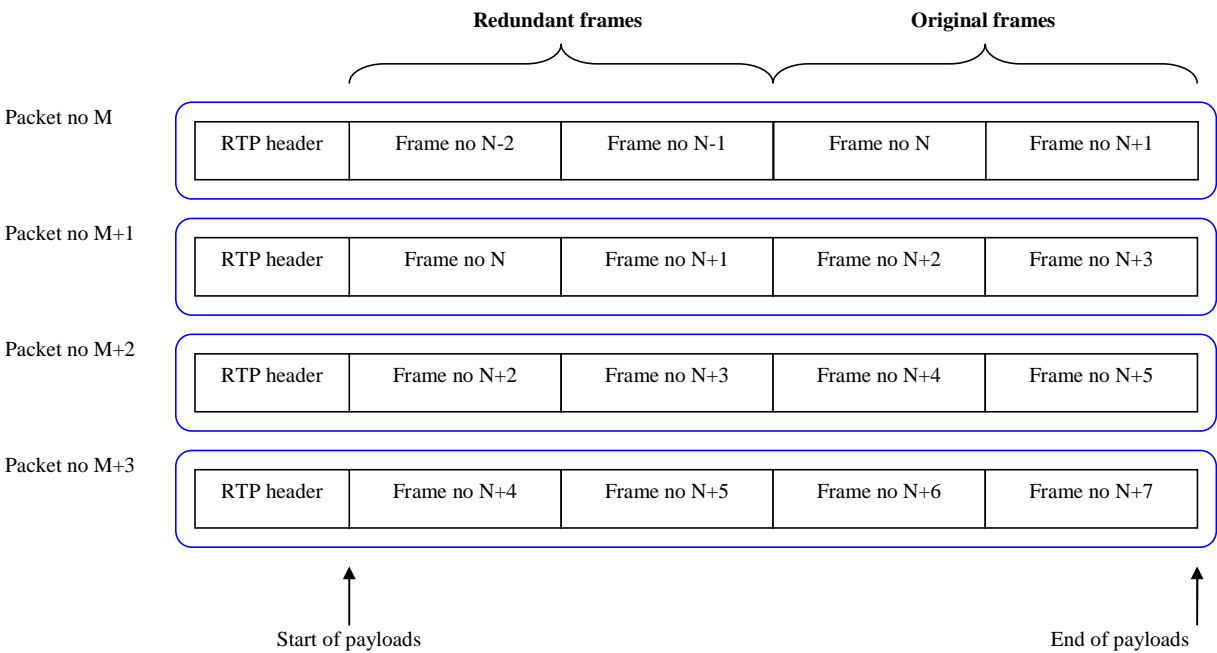 Redundant frames Original frames
Packet no M
RTP header Frame no N-2 Frame no N-1 Frame no N Frame no N+1
Packet no M+1
RTP header Frame no N Frame no N+1 Frame no N+2 Frame no N+3
Packet no M+2
RTP header Frame no N+2 Frame no N+3 Frame no N+4 Frame no N+5
Packet no M+3
RTP header Frame no N+4 Frame no N+5 Frame no N+6 Frame no N+7
Start of payloads End of payloads